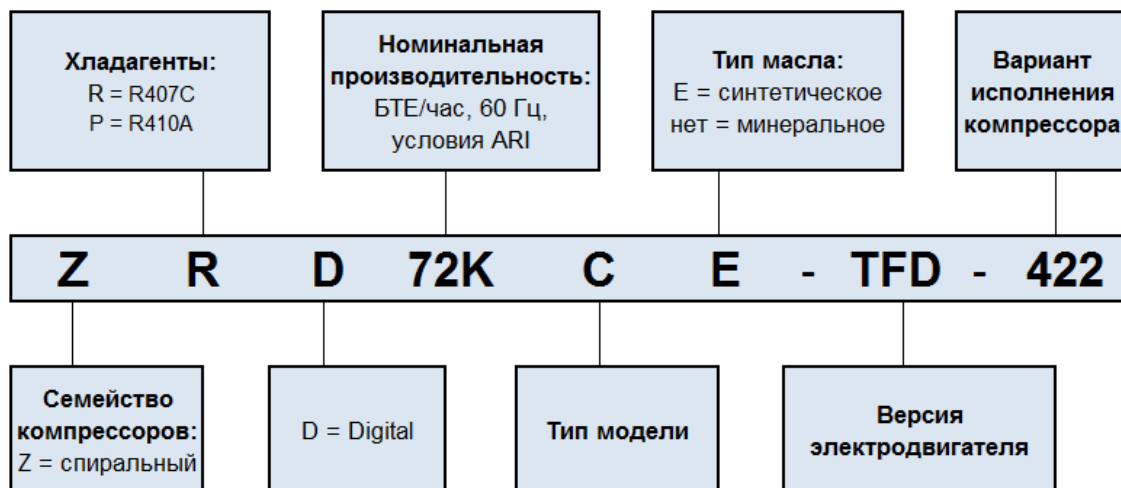 Хладагенты:
R = R407C
P = R410A
Номинальная
производительность:
БТЕ/час, 60 Гц,
условия ARI
Тип масла:
E = синтетическое
нет = минеральное
Вариант
исполнения
компрессора
Z R D 72K C E - TFD - 422
Семейство
компрессоров:
Z = спиральный
D = Digital
Тип модели
Версия
электродвигателя